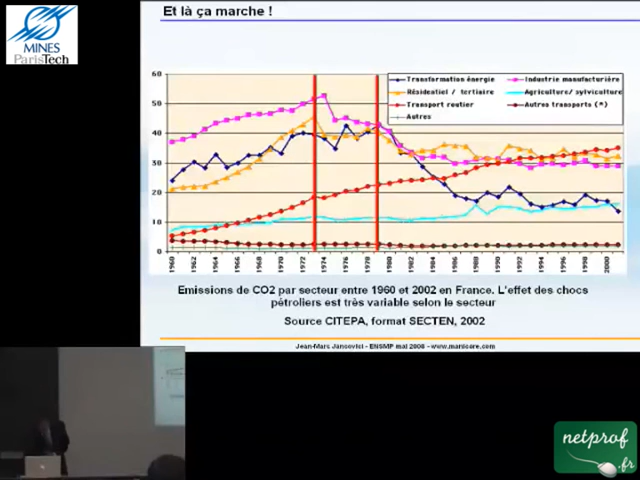 Et là ça marche !
MINES
ParisTech
60
50
40
30
20
10
0
Transformation énergie
Industrie manufacturière
Résidentiel / tertiaire
Agriculture/ sylviculture
Transport routier
Autres transports (*)
Autres
1960 1962 1964 1966 1968 1970 1972 1974 1976 1978 1980 1982 1984 1986 1988 1990 1992 1994 1996 1998 2000
Emissions de CO2 par secteur entre 1960 et 2002 en France. L'effet des chocs
pétroliers est très variable selon le secteur
Source CITEPA, format SECTEN, 2002
Jean-Marc Jancovici - ENSMP mai 2008 - www.manicore.com
netprof
.fr